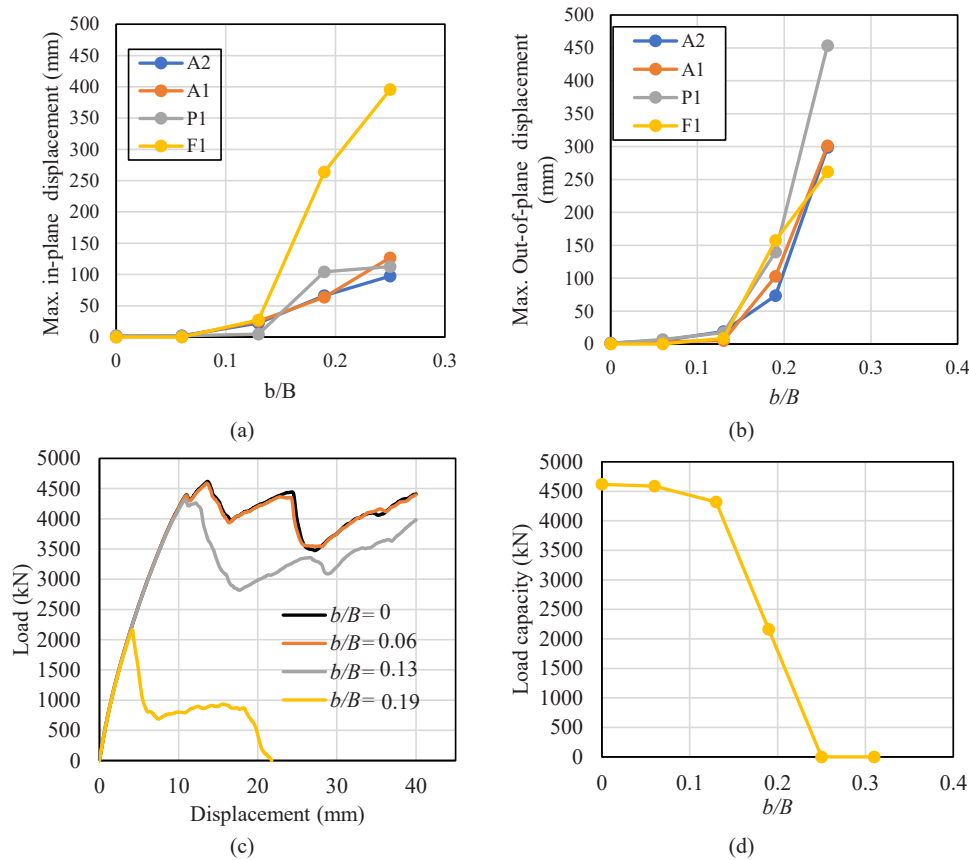 500
450
400
350
300
250
200
150
100
50
0
Max. in-plane displacement (mm)
A2
A1
P1
F1
0
0.1
0.2
0.3
b/B
(a)
500
450
400
350
300
250
200
150
100
50
0
Max. Out-of-plane displacement
(mm)
A2
A1
P1
F1
0
0.1
0.2
0.3
0.4
b/B
(b)
5000
4500
4000
3500
3000
2500
2000
1500
1000
500
0
Load (kN)
b/B= 0
b/B= 0.06
b/B= 0.13
b/B= 0.19
0
10
20
30
40
Displacement (mm)
(c)
5000
4500
4000
3500
3000
2500
2000
1500
1000
500
0
Load capacity (kN)
0
0.1
0.2
0.3
0.4
b/B
(d)